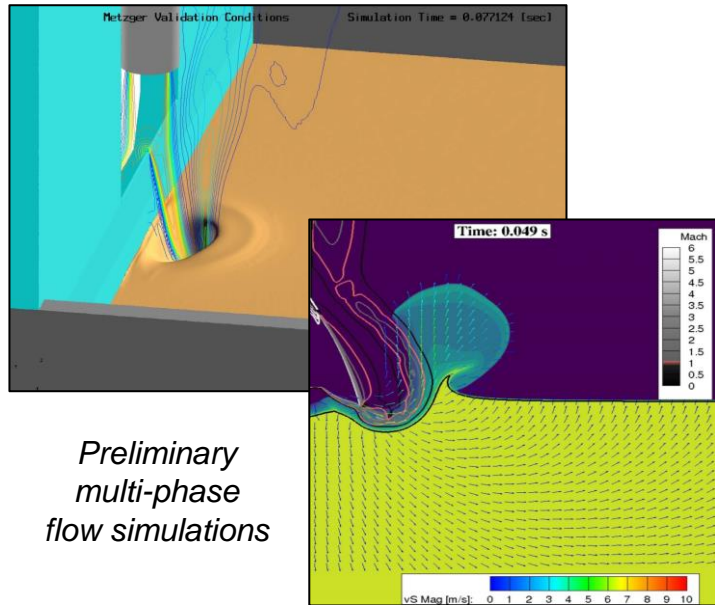 Metzger Validation Conditions
Simulation Time = 0.077124 [sec]
Time: 0.049 s
Mach
6
5.5
5
4.5
4
3.5
3
2.5
2
1.5
1
0.5
0
Preliminary
multi-phase
flow simulations
vS Mag [m/s]: 0 1 2 3 4 5 6 7 8 9 10